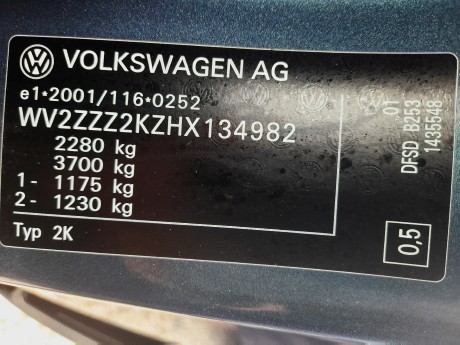 VOLKSWAGEN AG
e1*2001/116*0252
WV2ZZZ2KZHX134982
2280 kg
3700 kg
1- 1175 kg
2- 1230 kg
Typ 2K
01
DFSD B253
1435548
0,5